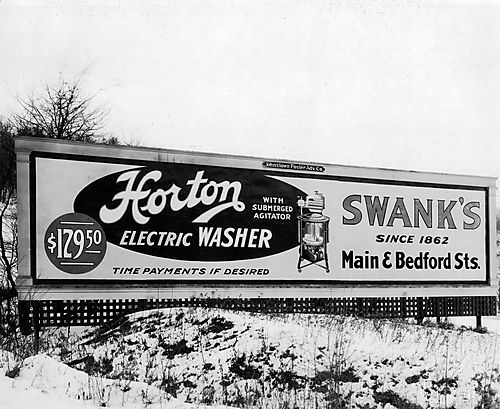 Johnstown Poster Adv. Co.
Horton
WITH
SUBMERGED
AGITATOR
ELECTRIC WASHER
$129.50
TIME PAYMENTS IF DESIRED
SWANK'S
SINCE 1862
Main & Bedford Sts.